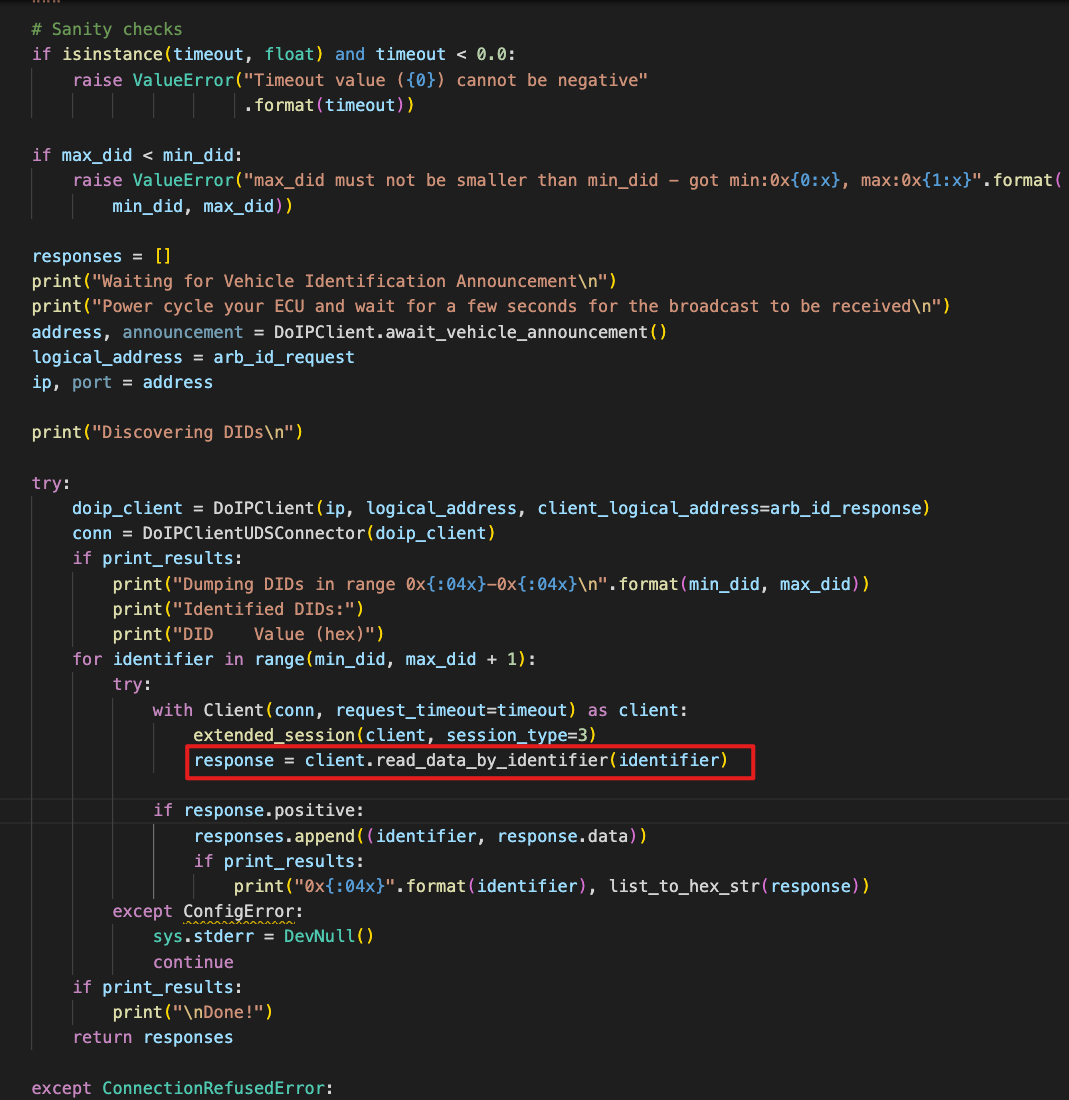 """
# Sanity checks
if isinstance(timeout, float) and timeout < 0.0:
    raise ValueError("Timeout value ({0}) cannot be negative"
                     .format(timeout))

if max_did < min_did:
    raise ValueError("max_did must not be smaller than min_did - got min:0x{0:x}, max:0x{1:x}".format(
        min_did, max_did))

responses = []
print("Waiting for Vehicle Identification Announcement\n")
print("Power cycle your ECU and wait for a few seconds for the broadcast to be received\n")
address, announcement = DoIPClient.await_vehicle_announcement()
logical_address = arb_id_request
ip, port = address

print("Discovering DIDs\n")

try:
    doip_client = DoIPClient(ip, logical_address, client_logical_address=arb_id_response)
    conn = DoIPClientUDSConnector(doip_client)
    if print_results:
        print("Dumping DIDs in range 0x{:04x}-0x{:04x}\n".format(min_did, max_did))
        print("Identified DIDs:")
        print("DID    Value (hex)")
    for identifier in range(min_did, max_did + 1):
        try:
            with Client(conn, request_timeout=timeout) as client:
                extended_session(client, session_type=3)
                response = client.read_data_by_identifier(identifier)

            if response.positive:
                responses.append((identifier, response.data))
                if print_results:
                    print("0x{:04x}".format(identifier), list_to_hex_str(response))
        except ConfigError:
            sys.stderr = DevNull()
            continue
    if print_results:
        print("\nDone!")
    return responses

except ConnectionRefusedError: